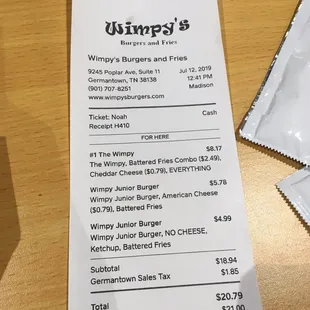 Wimpy's
Burgers and Fries
Wimpy's Burgers and Fries
9245 Poplar Ave, Suite 11 Jul 12, 2019
Germantown, TN 38138 12:41 PM
(901) 707-8251 Madison
www.wimpysburgers.com
Ticket: Noah Cash
Receipt H410
FOR HERE
#1 The Wimpy $8.17
The Wimpy, Battered Fries Combo ($2.49),
Cheddar Cheese ($0.79), EVERYTHING
Wimpy Junior Burger $5.78
Wimpy Junior Burger, American Cheese
($0.79), Battered Fries
Wimpy Junior Burger $4.99
Wimpy Junior Burger, NO CHEESE,
Ketchup, Battered Fries
Subtotal $18.94
Germantown Sales Tax $1.85
Total $20.79
$21.00